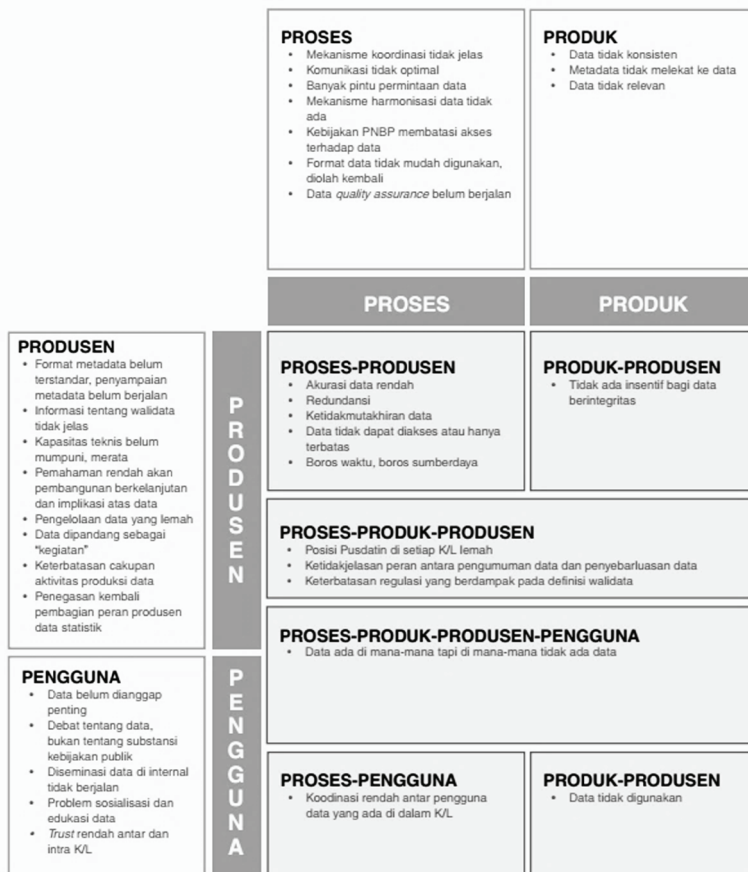 PROSES
• Mekanisme koordinasi tidak jelas
• Komunikasi tidak optimal
• Banyak pintu permintaan data
• Mekanisme harmonisasi data tidak
ada
• Kebijakan PNBP membatasi akses
terhadap data
• Format data tidak mudah digunakan,
diolah kembali
• Data quality assurance belum berjalan
PRODUK
• Data tidak konsisten
• Metadata tidak melekat ke data
• Data tidak relevan
PROSES
PRODUK
PRODUSEN
• Format metadata belum
terstandar, penyampaian
metadata belum berjalan
• Informasi tentang walidata
tidak jelas
• Kapasitas teknis belum
mumpuni, merata
• Pemahaman rendah akan
pembangunan berkelanjutan
dan implikasi atas data
• Pengelolaan data yang lemah
• Data dipandang sebagai
"kegiatan"
• Keterbatasan cakupan
aktivitas produksi data
• Penegasan kembali
pembagian peran produsen
data statistik
PRODUSEN
PROSES-PRODUSEN
• Akurasi data rendah
• Redundansi
• Ketidakmutakhiran data
• Data tidak dapat diakses atau hanya
terbatas
• Boros waktu, boros sumberdaya
PRODUK-PRODUSEN
• Tidak ada insentif bagi data
berintegritas
PROSES-PRODUK-PRODUSEN
• Posisi Pusdatin di setiap K/L lemah
• Ketidakjelasan peran antara pengumuman data dan penyebarluasan data
• Keterbatasan regulasi yang berdampak pada definisi walidata
PROSES-PRODUK-PRODUSEN-PENGGUNA
• Data ada di mana-mana tapi di mana-mana tidak ada data
PENGGUNA
• Data belum dianggap
penting
• Debat tentang data,
bukan tentang substansi
kebijakan publik
• Diseminasi data di internal
tidak berjalan
• Problem sosialisasi dan
edukasi data
• Trust rendah antar dan
intra K/L
PENGGUNA
PROSES-PENGGUNA
• Koodinasi rendah antar pengguna
data yang ada di dalam K/L
PRODUK-PRODUSEN
• Data tidak digunakan